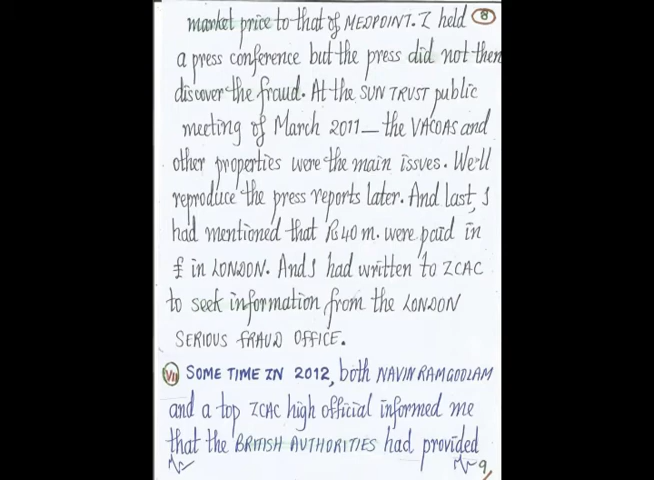 market price to that of MEDPOINT. I held 8
a press conference but the press did not then
discover the fraud. At the SUN TRUST public
meeting of March 2011 — the VACOAS and
other properties were the main issues. We'll
reproduce the press reports later. And last, I
had mentioned that Rs 40 m. were paid in
£ in LONDON. And I had written to ICAC
to seek information from the LONDON
SERIOUS FRAUD OFFICE.
VII SOME TIME IN 2012, both NAVIN RAMGOOLAM
and a top ICAC high official informed me
that the BRITISH AUTHORITIES had provided
9